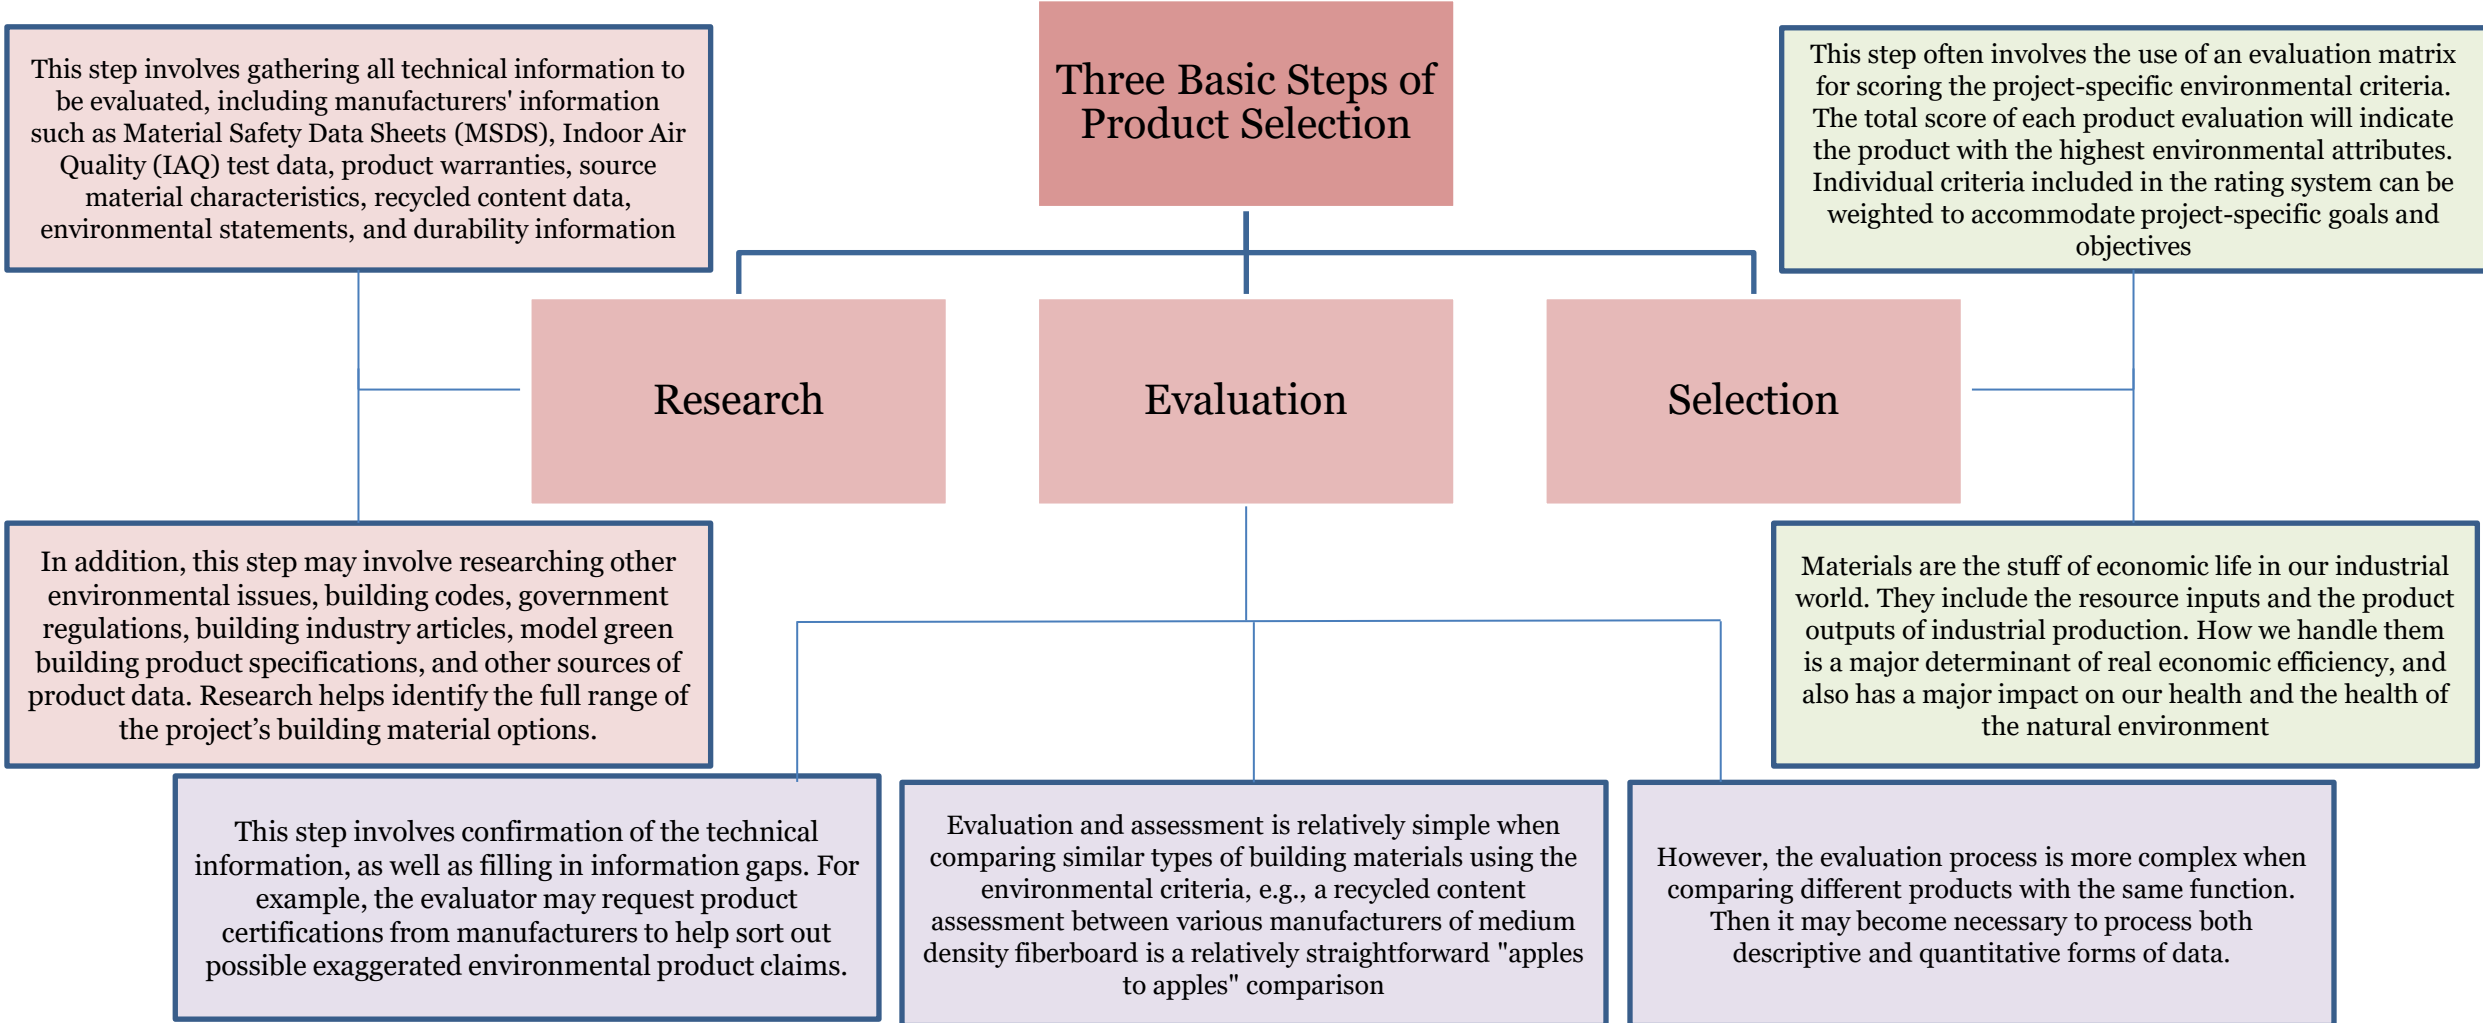 Three Basic Steps of
Product Selection
This step involves gathering all technical information to
be evaluated, including manufacturers' information
such as Material Safety Data Sheets (MSDS), Indoor Air
Quality (IAQ) test data, product warranties, source
material characteristics, recycled content data,
environmental statements, and durability information
This step often involves the use of an evaluation matrix
for scoring the project-specific environmental criteria.
The total score of each product evaluation will indicate
the product with the highest environmental attributes.
Individual criteria included in the rating system can be
weighted to accommodate project-specific goals and
objectives
Research
Evaluation
Selection
In addition, this step may involve researching other
environmental issues, building codes, government
regulations, building industry articles, model green
building product specifications, and other sources of
product data. Research helps identify the full range of
the project’s building material options.
Materials are the stuff of economic life in our industrial
world. They include the resource inputs and the product
outputs of industrial production. How we handle them
is a major determinant of real economic efficiency, and
also has a major impact on our health and the health of
the natural environment
This step involves confirmation of the technical
information, as well as filling in information gaps. For
example, the evaluator may request product
certifications from manufacturers to help sort out
possible exaggerated environmental product claims.
Evaluation and assessment is relatively simple when
comparing similar types of building materials using the
environmental criteria, e.g., a recycled content
assessment between various manufacturers of medium
density fiberboard is a relatively straightforward "apples
to apples" comparison
However, the evaluation process is more complex when
comparing different products with the same function.
Then it may become necessary to process both
descriptive and quantitative forms of data.